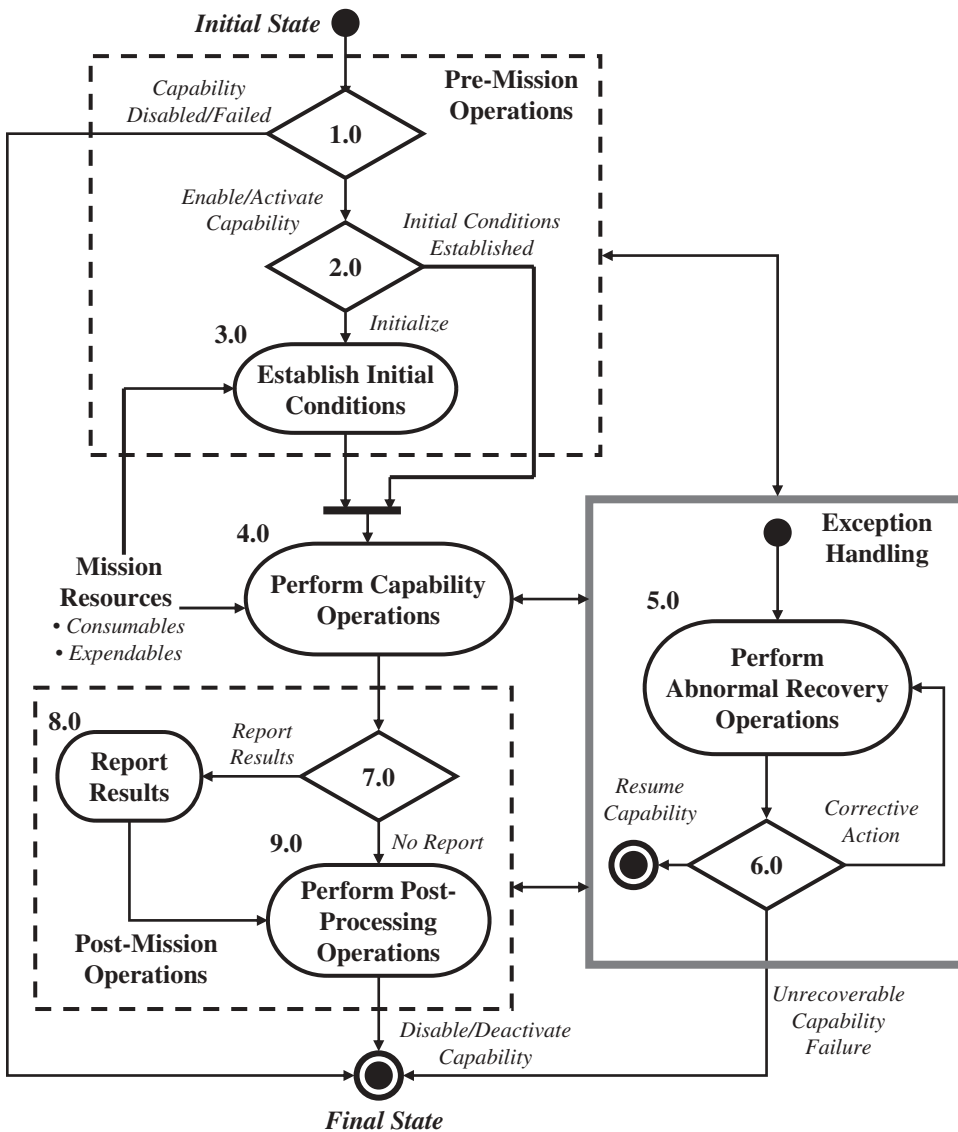 Initial State
Pre-Mission
Operations
Capability
Disabled/Failed
1.0
Enable/Activate
Capability
Initial Conditions
Established
2.0
Initialize
3.0
Establish Initial
Conditions
4.0
Perform Capability
Operations
Mission
Resources
• Consumables
• Expendables
Exception
Handling
5.0
Perform
Abnormal Recovery
Operations
Resume
Capability
6.0
Corrective
Action
Unrecoverable
Capability
Failure
8.0
Report
Results
Report
Results
7.0
No Report
9.0
Perform Post-
Processing
Operations
Post-Mission
Operations
Disable/Deactivate
Capability
Final State